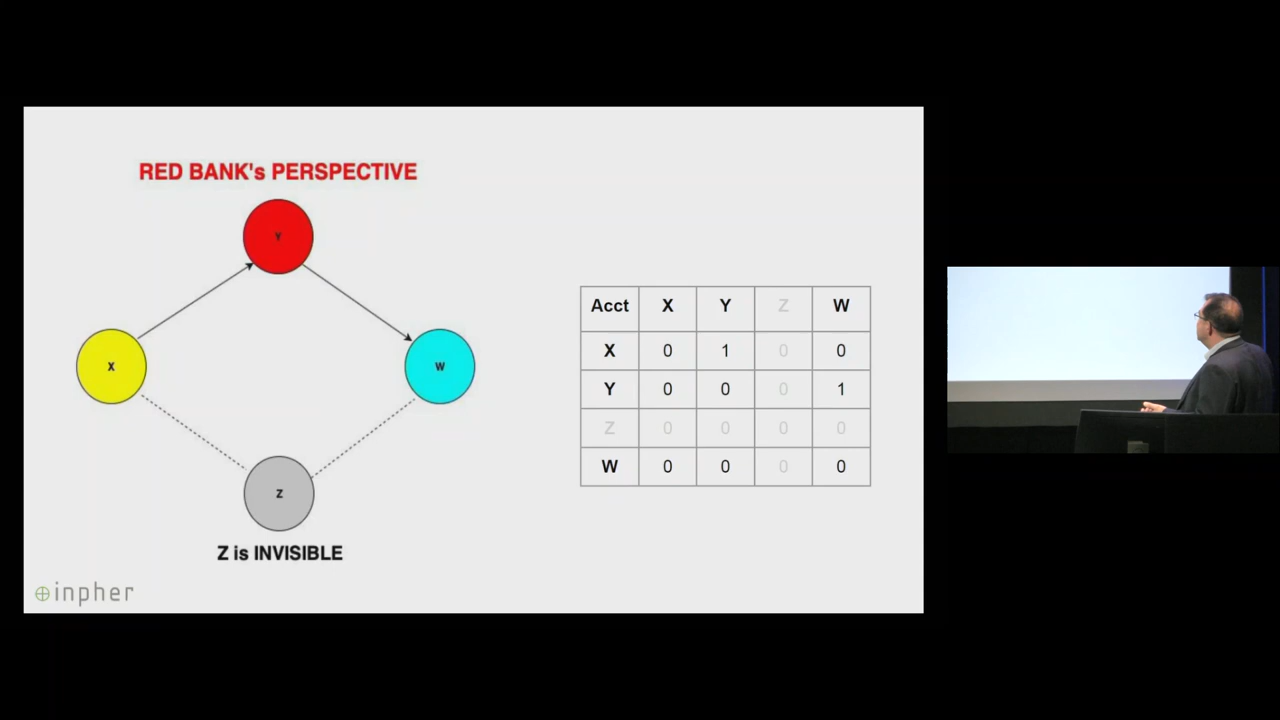 RED BANK's PERSPECTIVE
Y
X
W
Z
Z is INVISIBLE
Acct X Y Z W
X 0 1 0 0
Y 0 0 0 1
Z 0 0 0 0
W 0 0 0 0
inpher